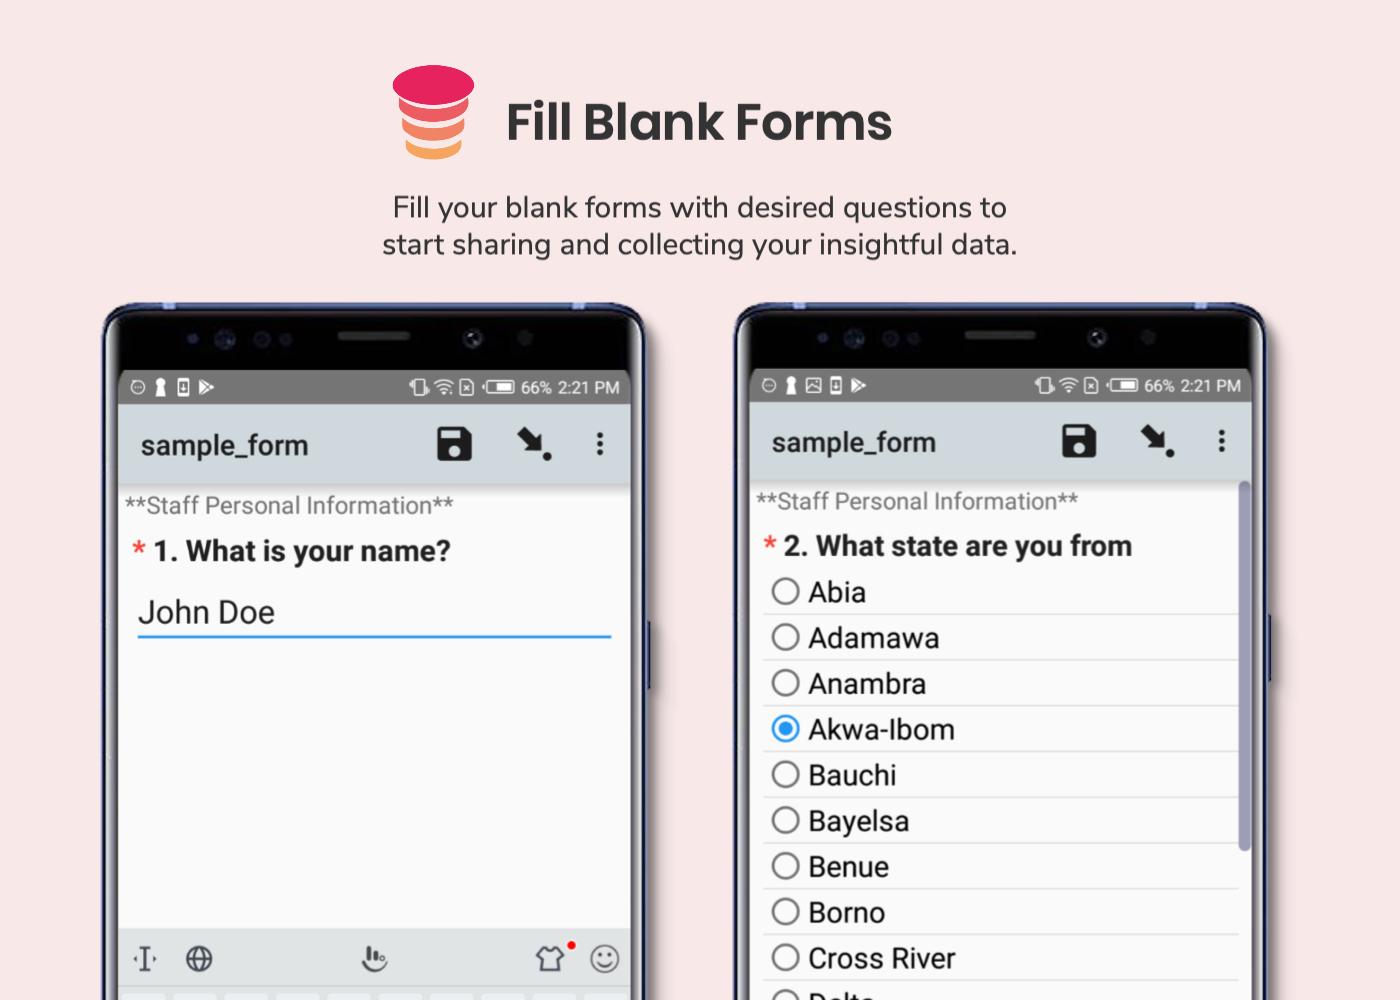 Fill Blank Forms
Fill your blank forms with desired questions to
start sharing and collecting your insightful data.
66% 2:21 PM
sample_form
**Staff Personal Information**
* 1. What is your name?
John Doe
66% 2:21 PM
sample_form
**Staff Personal Information**
* 2. What state are you from
Abia
Adamawa
Anambra
Akwa-Ibom
Bauchi
Bayelsa
Benue
Borno
Cross River